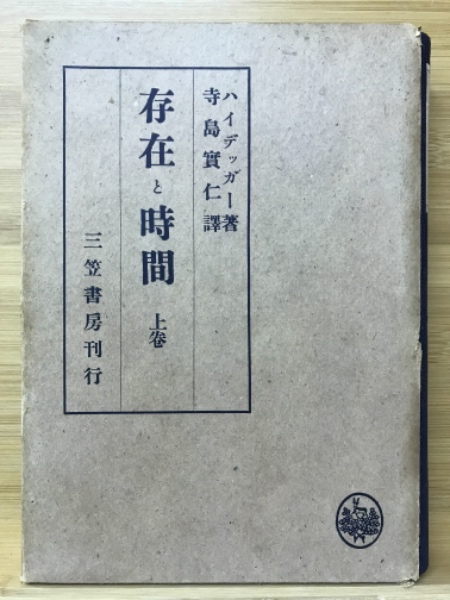 ハイデッガー著
寺島實仁譯
存在と時間 上卷
三笠書房刊行